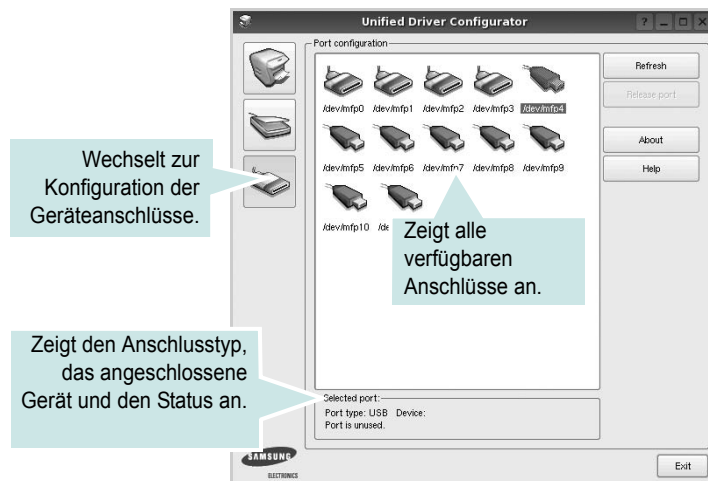 Unified Driver Configurator
Port configuration
/dev/mfp0 /dev/mfp1 /dev/mfp2 /dev/mfp3 /dev/mfp4
/dev/mfp5 /dev/mfp6 /dev/mfp7 /dev/mfp8 /dev/mfp9
/dev/mfp10
Refresh
Release port
About
Help
Wechselt zur
Konfiguration der
Geräteanschlüsse.
Zeigt alle
verfügbaren
Anschlüsse an.
Zeigt den Anschlusstyp,
das angeschlossene
Gerät und den Status an.
Selected port:
Port type: USB Device:
Port is unused.
SAMSUNG
ELECTRONICS
Exit